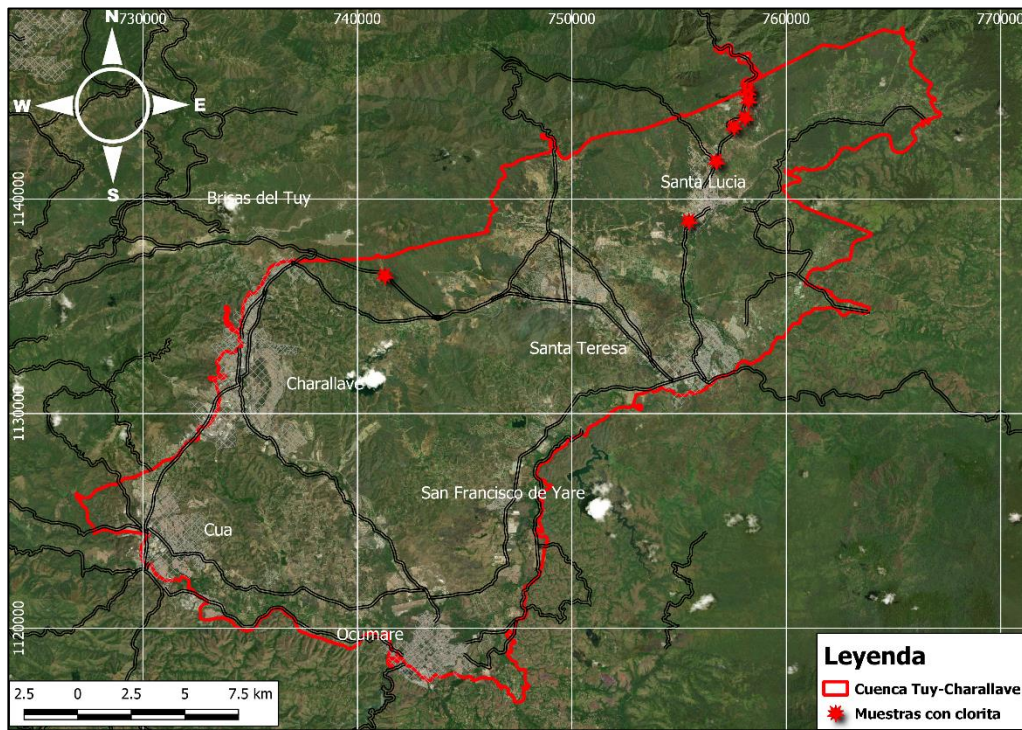 730000 740000 750000 760000 770000
N
W E
S
1140000
Brisas del Tuy
Santa Lucia
Santa Teresa
Charallave
1130000
San Francisco de Yare
Cua
1120000
Ocumare
2.5 0 2.5 5 7.5 km
Leyenda
Cuenca Tuy-Charallave
Muestras con clorita